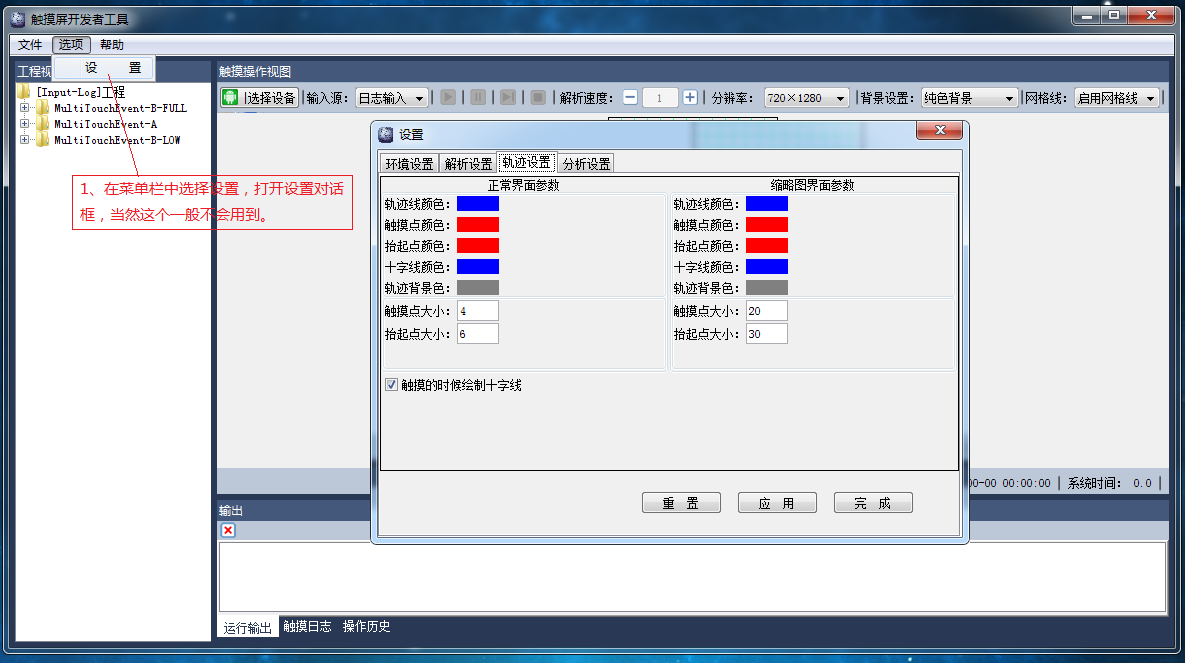 触摸屏开发者工具
文件 选项 帮助
设 置
工程视
[Input-Log]工程
MultiTouchEvent-B-FULL
MultiTouchEvent-A
MultiTouchEvent-B-LOW
1、在菜单栏中选择设置，打开设置对话
框，当然这个一般不会用到。
触摸操作视图
选择设备 输入源： 日志输入 解析速度： 1 分辨率： 720×1280 背景设置： 纯色背景 网格线： 启用网格线
设置
环境设置 解析设置 轨迹设置 分析设置
正常界面参数
轨迹线颜色：
触摸点颜色：
抬起点颜色：
十字线颜色：
轨迹背景色：
触摸点大小： 4
抬起点大小： 6
缩略图界面参数
轨迹线颜色：
触摸点颜色：
抬起点颜色：
十字线颜色：
轨迹背景色：
触摸点大小： 20
抬起点大小： 30
触摸的时候绘制十字线
重 置 应 用 完 成
00-00 00:00:00 系统时间： 0.0
输出
运行输出 触摸日志 操作历史